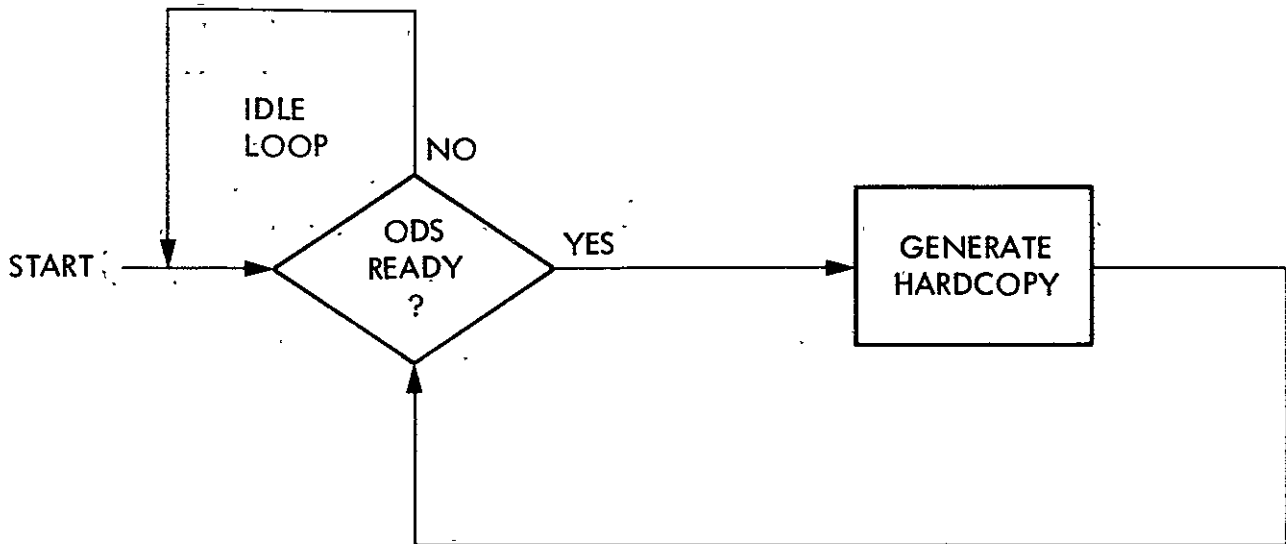 IDLE
LOOP
NO
START
ODS
READY
?
YES
GENERATE
HARDCOPY